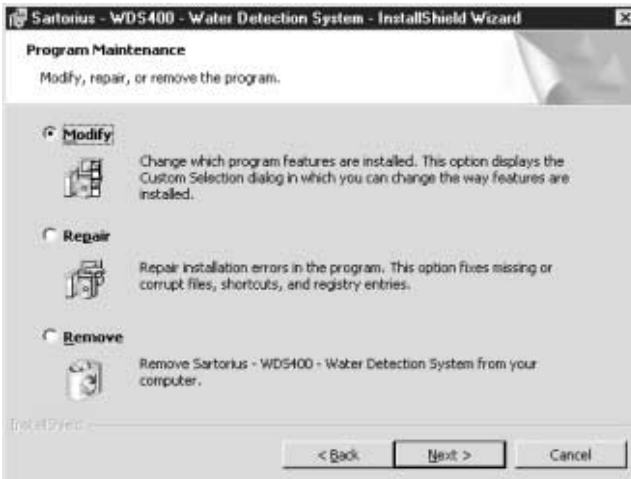 Sartorius - WDS400 - Water Detection System - InstallShield Wizard
Program Maintenance
Modify, repair, or remove the program.
Modify
Change which program features are installed. This option displays the
Custom Selection dialog in which you can change the way features are
installed.
Repair
Repair installation errors in the program. This option fixes missing or
corrupt files, shortcuts, and registry entries.
Remove
Remove Sartorius - WDS400 - Water Detection System from your
computer.
InstallShield
< Back
Next >
Cancel